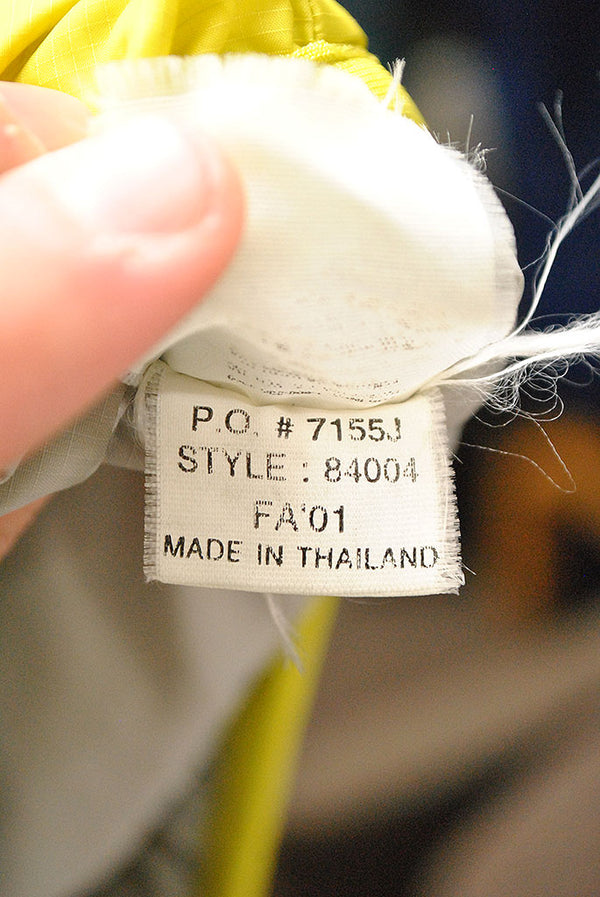 P.O. # 7155J
STYLE : 84004
FA'01
MADE IN THAILAND